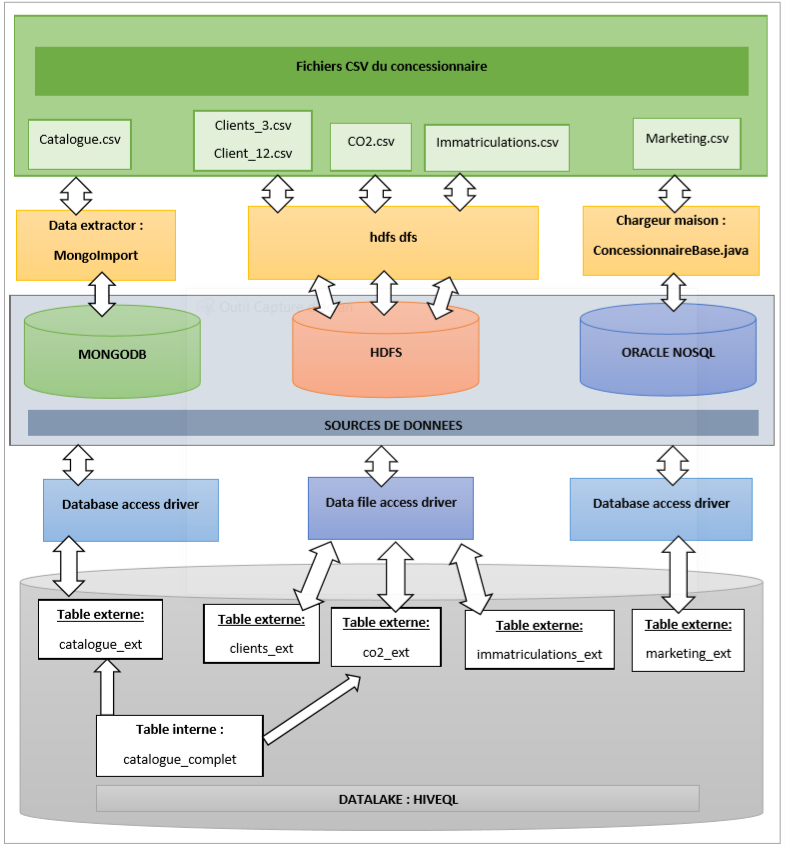 Fichiers CSV du concessionnaire
Catalogue.csv
Clients_3.csv
Client_12.csv
CO2.csv
Immatriculations.csv
Marketing.csv
Data extractor :
MongoImport
hdfs dfs
Chargeur maison :
ConcessionnaireBase.java
Outil Capture
MONGODB
HDFS
ORACLE NOSQL
SOURCES DE DONNEES
Database access driver
Data file access driver
Database access driver
Table externe:
catalogue_ext
Table externe:
clients_ext
Table externe:
co2_ext
Table externe:
immatriculations_ext
Table externe:
marketing_ext
Table interne :
catalogue_complet
DATALAKE : HIVEQL